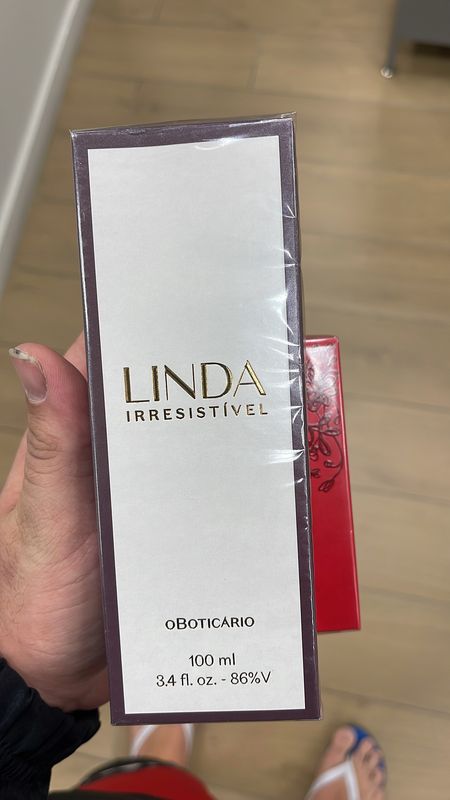 LINDA
IRRESISTÍVEL
oBOTICÁRIO
100 ml
3.4 fl. oz. - 86%V